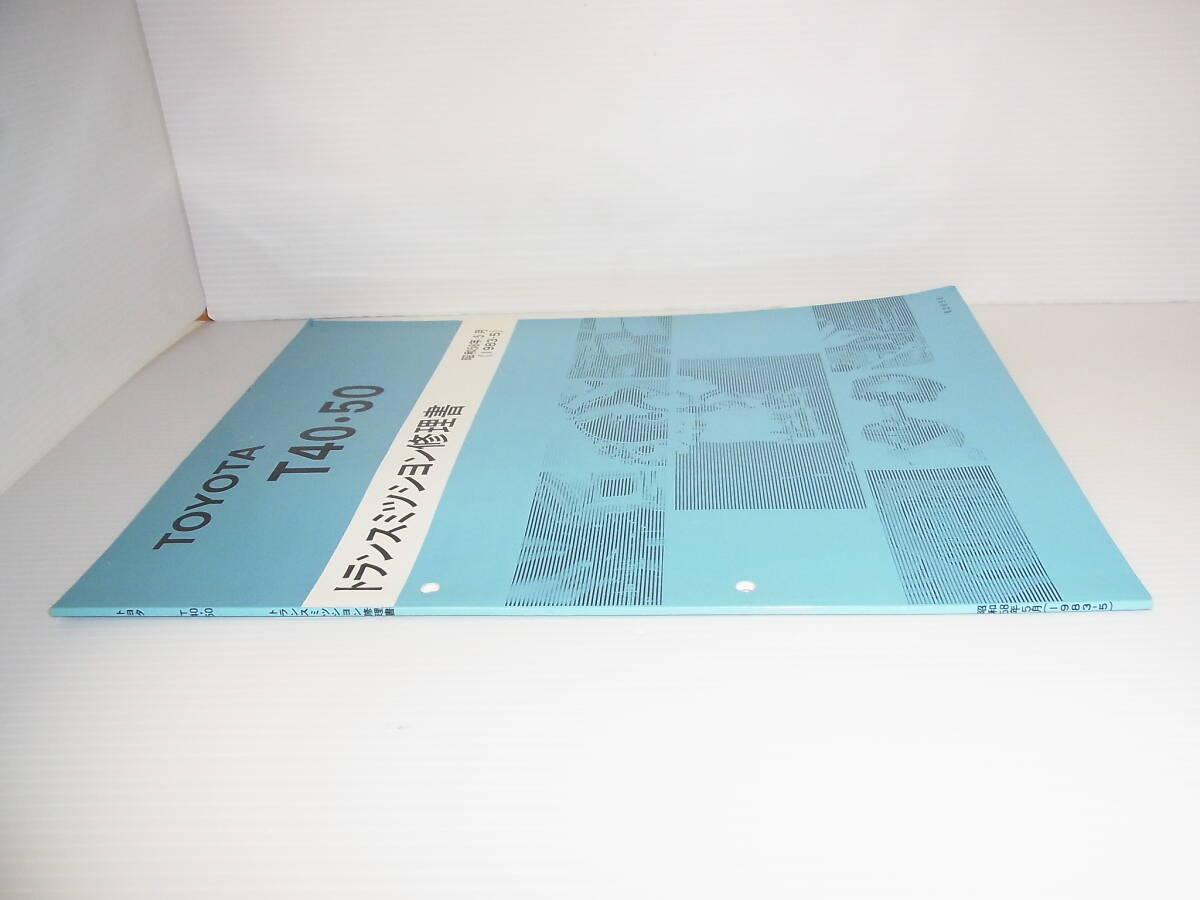 TOYOTA
T40・50
トランスミッション修理書
昭和58年5月
(1983-5)
トヨタ T40・50 トランスミッション修理書 昭和58年5月(1983-5)